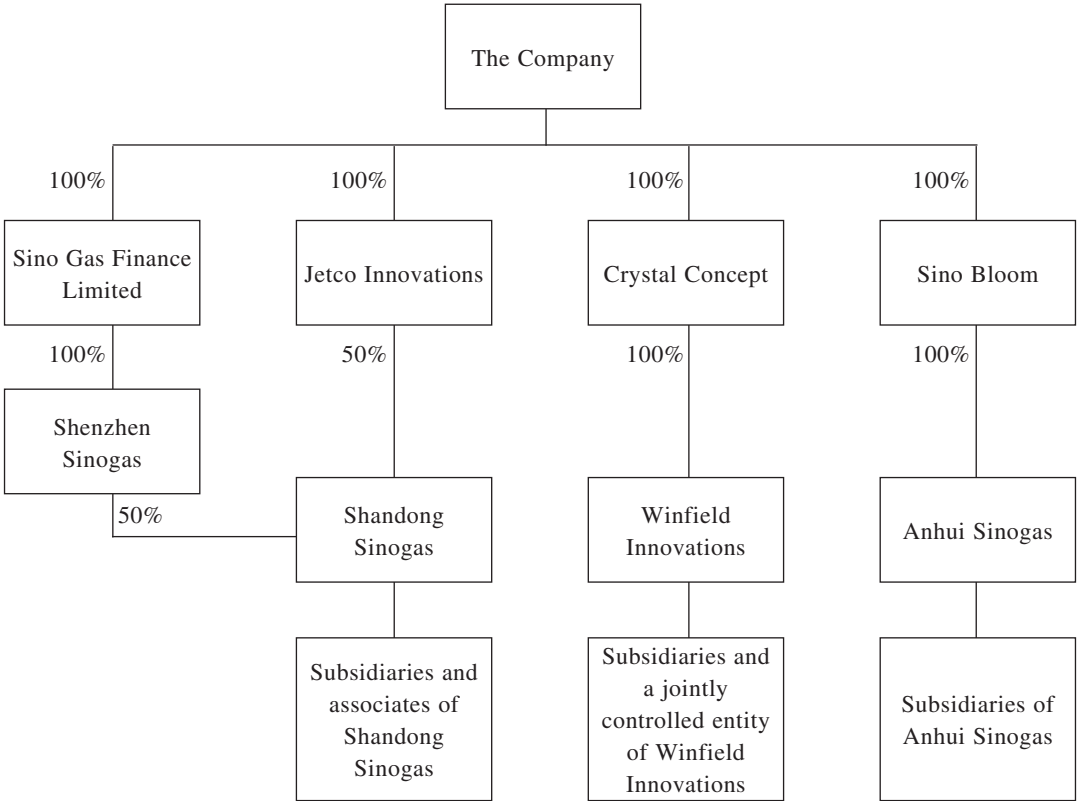 The Company
100%
100%
100%
100%
Sino Gas Finance
Limited
Jetco Innovations
Crystal Concept
Sino Bloom
100%
50%
100%
100%
Shenzhen
Sinogas
50%
Shandong
Sinogas
Winfield
Innovations
Anhui Sinogas
Subsidiaries and
associates of
Shandong
Sinogas
Subsidiaries and
a jointly
controlled entity
of Winfield
Innovations
Subsidiaries of
Anhui Sinogas